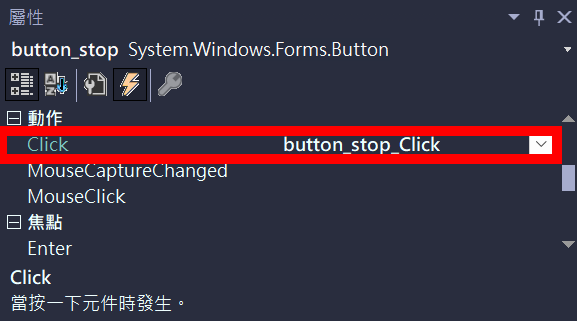 屬性
button_stop System.Windows.Forms.Button
動作
Click button_stop_Click
MouseCaptureChanged
MouseClick
焦點
Enter
Click
當按一下元件時發生。